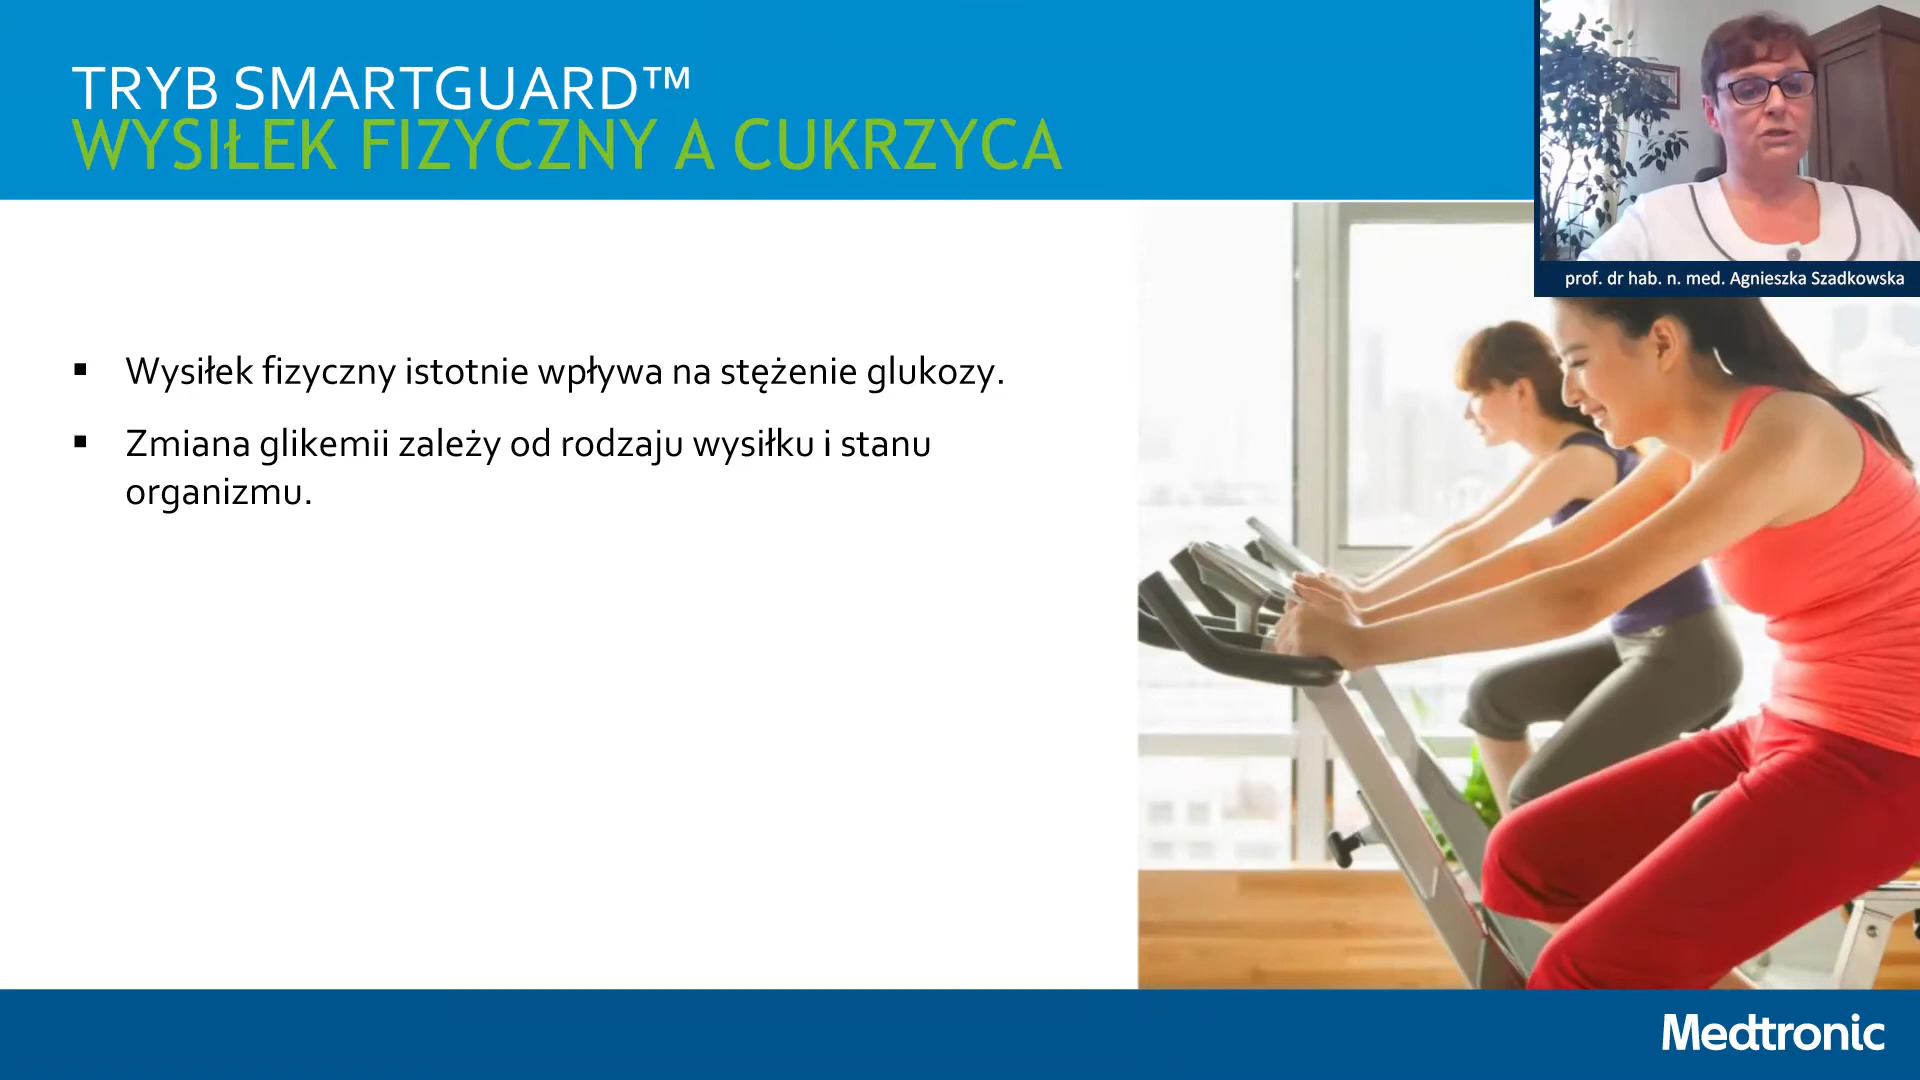 TRYB SMARTGUARD™
WYSIŁEK FIZYCZNY A CUKRZYCA
prof. dr hab. n. med. Agnieszka Szadkowska
▪ Wysiłek fizyczny istotnie wpływa na stężenie glukozy.
▪ Zmiana glikemii zależy od rodzaju wysiłku i stanu
organizmu.
Medtronic